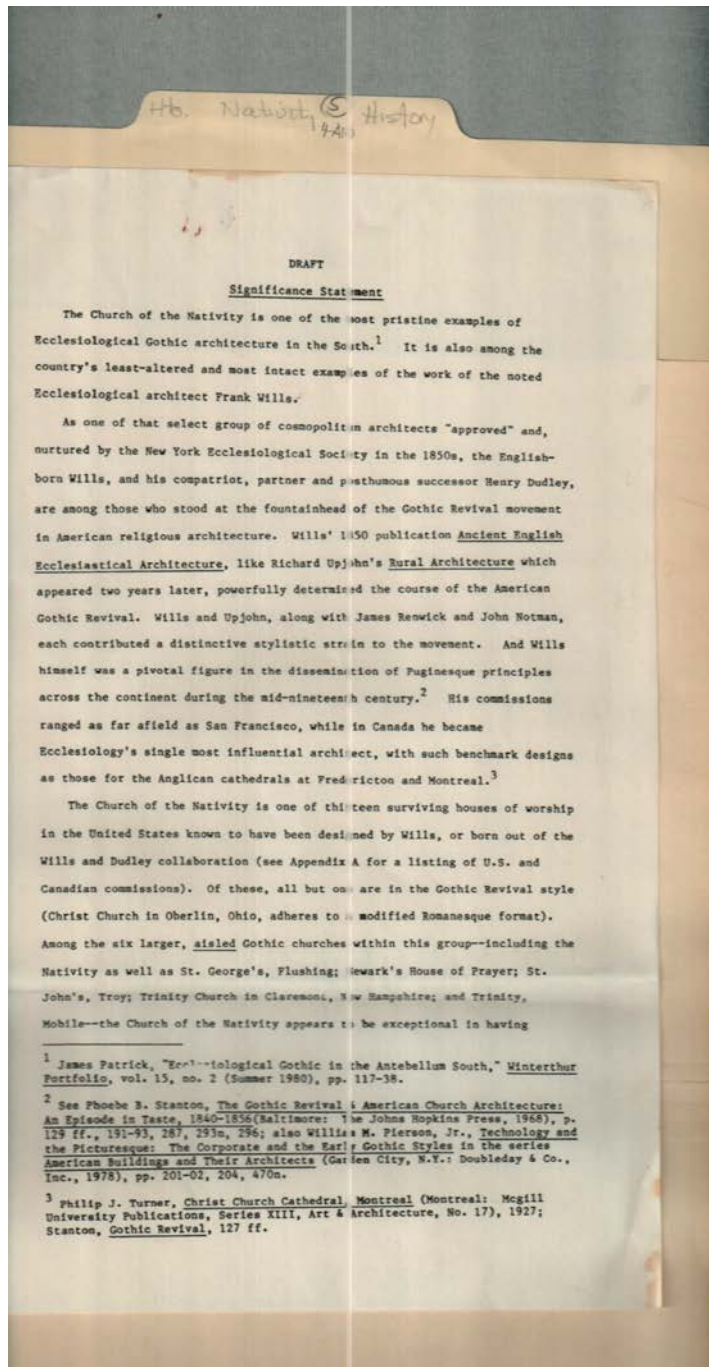 Hb. Nativity ⑤ History
DRAFT
Significance Statement
The Church of the Nativity is one of the most pristine examples of
Ecclesiological Gothic architecture in the South.1 It is also among the
country's least-altered and most intact examples of the work of the noted
Ecclesiological architect Frank Wills.
As one of that select group of cosmopolitan architects "approved" and,
nurtured by the New York Ecclesiological Society in the 1850s, the English-
born Wills, and his compatriot, partner and posthumous successor Henry Dudley,
are among those who stood at the fountainhead of the Gothic Revival movement
in American religious architecture. Wills' 1850 publication Ancient English
Ecclesiastical Architecture, like Richard Upjohn's Rural Architecture which
appeared two years later, powerfully determined the course of the American
Gothic Revival. Wills and Upjohn, along with James Renwick and John Notman,
each contributed a distinctive stylistic strain to the movement. And Wills
himself was a pivotal figure in the dissemination of Puginesque principles
across the continent during the mid-nineteenth century.2 His commissions
ranged as far afield as San Francisco, while in Canada he became
Ecclesiology's single most influential architect, with such benchmark designs
as those for the Anglican cathedrals at Fredericton and Montreal.3
The Church of the Nativity is one of thirteen surviving houses of worship
in the United States known to have been designed by Wills, or born out of the
Wills and Dudley collaboration (see Appendix A for a listing of U.S. and
Canadian commissions). Of these, all but one are in the Gothic Revival style
(Christ Church in Oberlin, Ohio, adheres to a modified Romanesque format).
Among the six larger, aisled Gothic churches within this group--including the
Nativity as well as St. George's, Flushing; Newark's House of Prayer; St.
John's, Troy; Trinity Church in Claremont, New Hampshire; and Trinity,
Mobile--the Church of the Nativity appears to be exceptional in having
1 James Patrick, "Ecclesiological Gothic in the Antebellum South," Winterthur
Portfolio, vol. 15, no. 2 (Summer 1980), pp. 117-38.
2 See Phoebe B. Stanton, The Gothic Revival & American Church Architecture:
An Episode in Taste, 1840-1856(Baltimore: The Johns Hopkins Press, 1968), p.
129 ff., 191-93, 287, 293n, 296; also William M. Pierson, Jr., Technology and
the Picturesque: The Corporate and the Early Gothic Styles in the series
American Buildings and Their Architects (Garden City, N.Y.: Doubleday & Co.,
Inc., 1978), pp. 201-02, 204, 470n.
3 Philip J. Turner, Christ Church Cathedral, Montreal (Montreal: Mcgill
University Publications, Series XIII, Art & Architecture, No. 17), 1927;
Stanton, Gothic Revival, 127 ff.